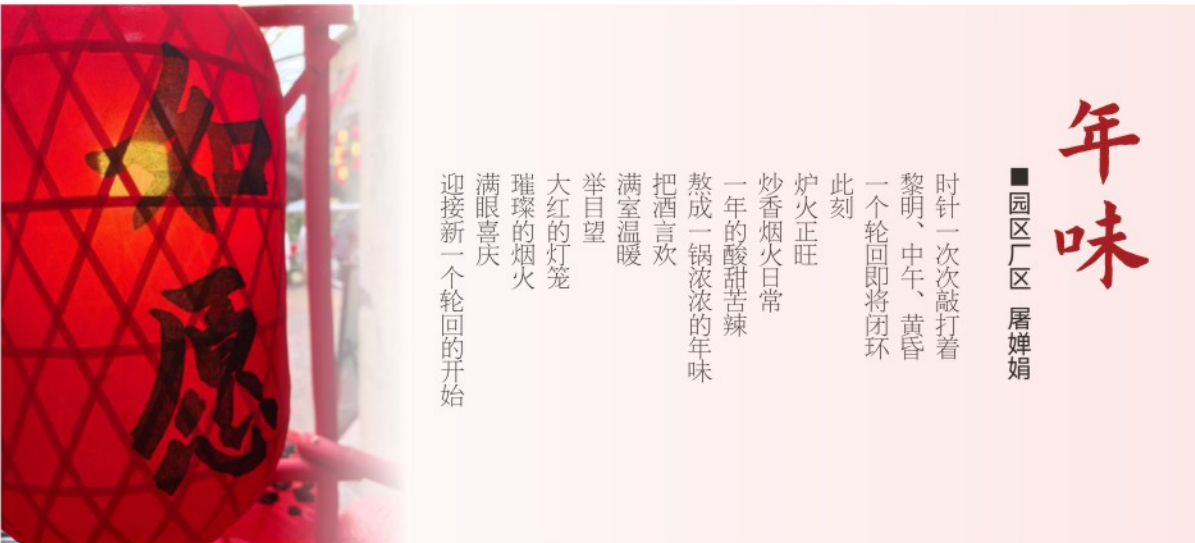 年味
■园区厂区 屠婵娟
时针一次次敲打着
黎明、中午、黄昏
一个轮回即将闭环
此刻
炉火正旺
炒香烟火日常
一年的酸甜苦辣
熬成一锅浓浓的年味
把酒言欢
满室温暖
举目望
大红的灯笼
璀璨的烟火
满眼喜庆
迎接新一个轮回的开始
如愿